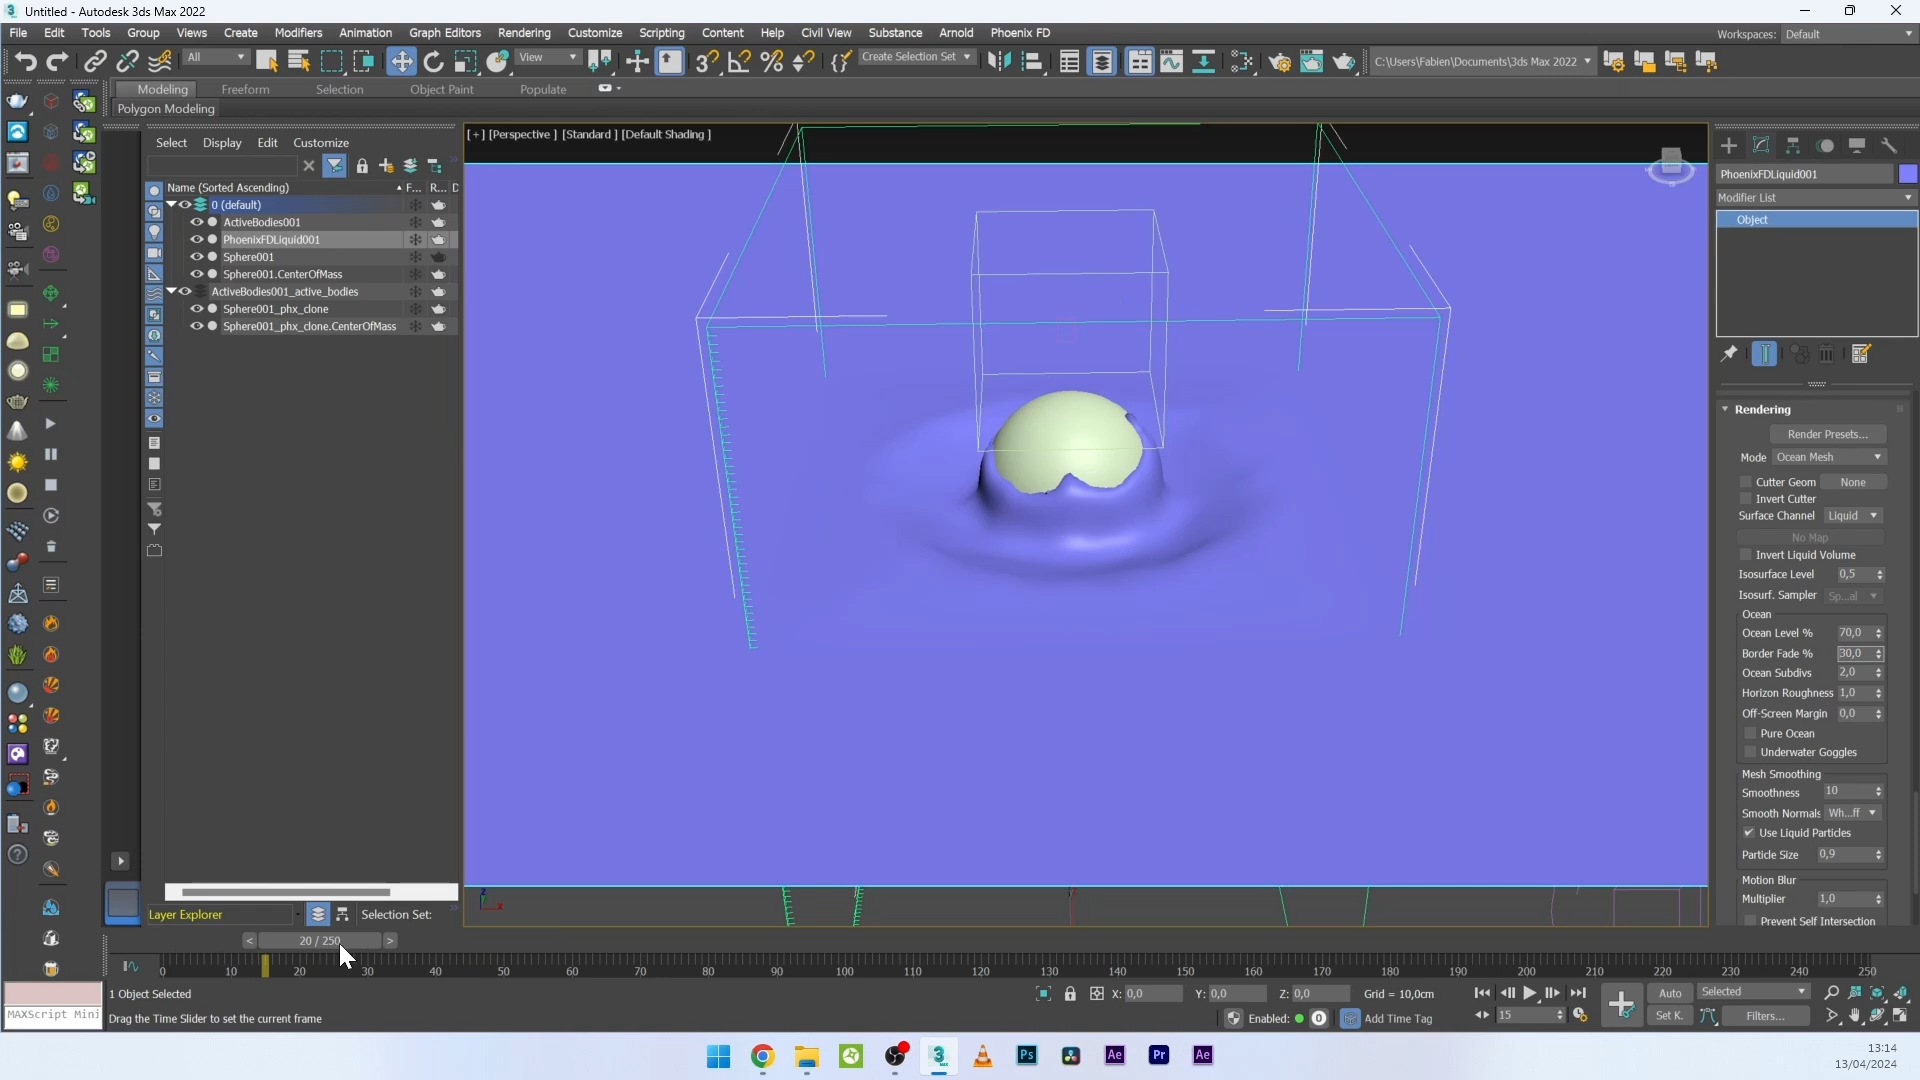 Untitled - Autodesk 3ds Max 2022
File Edit Tools Group Views Create Modifiers Animation Graph Editors Rendering Customize Scripting Content Help Civil View Substance Arnold Phoenix FD
Workspaces: Default
All
View
Create Selection Set
C:\Users\Fabien\Documents\3ds Max 2022
Modeling Freeform Selection Object Paint Populate
Polygon Modeling
Select Display Edit Customize
[+] [Perspective ] [Standard ] [Default Shading ]
PhoenixFDLiquid001
Name (Sorted Ascending) F... R... D
Modifier List
0 (default)
Object
ActiveBodies001
PhoenixFDLiquid001
Sphere001
Sphere001.CenterOfMass
ActiveBodies001_active_bodies
Sphere001_phx_clone
Sphere001_phx_clone.CenterOfMass
Rendering
Render Presets...
Mode Ocean Mesh
Cutter Geom None
Invert Cutter
Surface Channel Liquid
No Map
Invert Liquid Volume
Isosurface Level 0,5
Isosurf. Sampler Sp...al
Ocean
Ocean Level % 70,0
Border Fade % 30,0
Ocean Subdivs 2,0
Horizon Roughness 1,0
Off-Screen Margin 0,0
Pure Ocean
Underwater Goggles
Mesh Smoothing
Smoothness 10
Smooth Normals Wh...ff
Use Liquid Particles
Particle Size 0,9
Motion Blur
Multiplier 1,0
Prevent Self Intersection
Layer Explorer
Selection Set:
z x
< 20 / 250 >
0 10 20 30 40 50 60 70 80 90 100 110 120 130 140 150 160 170 180 190 200 210 220 230 240 250
1 Object Selected
X: 0,0 Y: 0,0 Z: 0,0 Grid = 10,0cm
Auto Selected
MAXScript Mini
Drag the Time Slider to set the current frame
Enabled: 0 Add Time Tag
15
Set K. Filters...
3 MAX
Ps Ae Pr Ae
13:14
13/04/2024